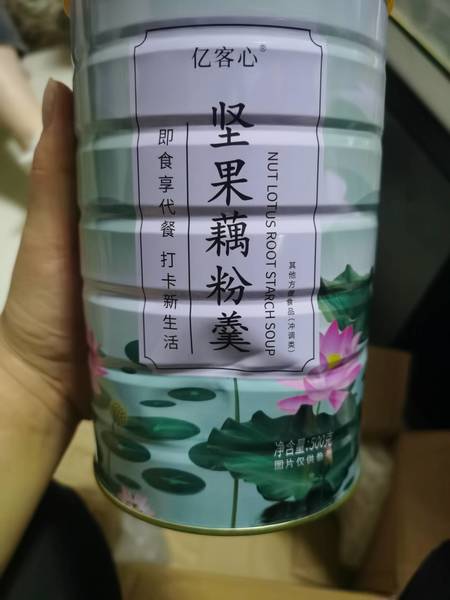 亿客心®
坚果藕粉羹
NUT LOTUS ROOT STARCH SOUP
即食享代餐 打卡新生活
其他方便食品(冲调类)
净含量:500克
图片仅供